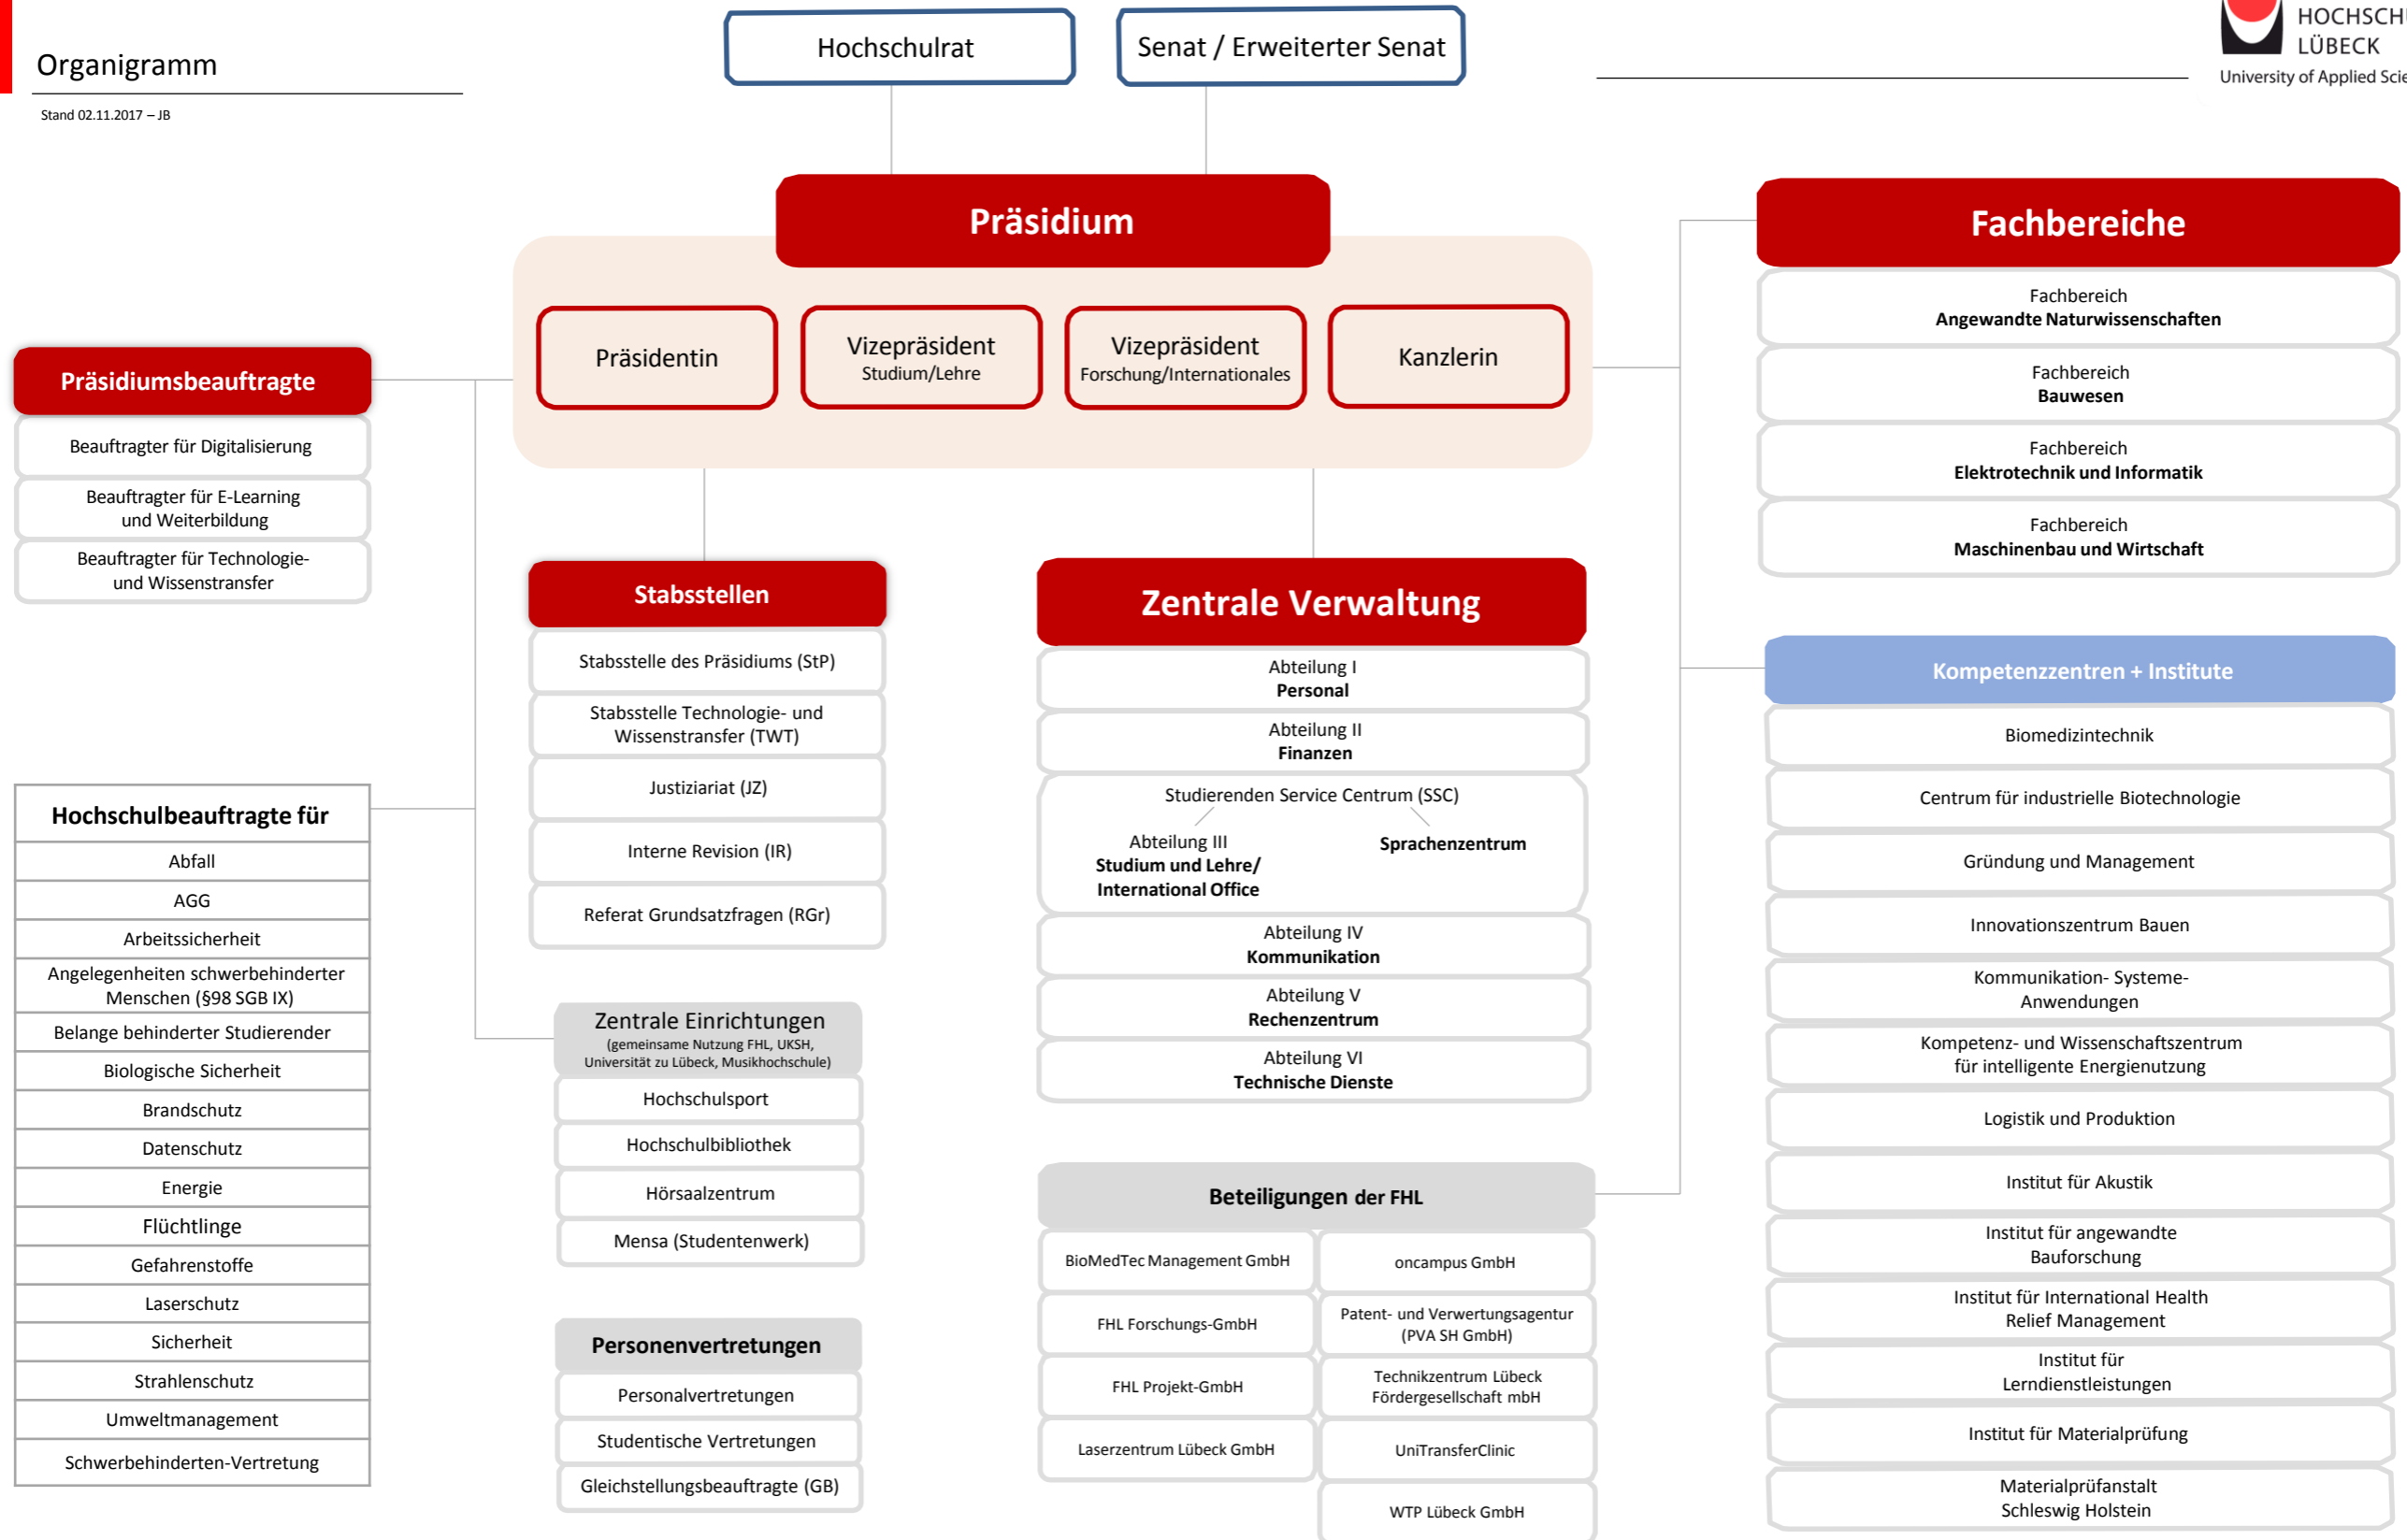 Organigramm
Stand 02.11.2017 – JB
Hochschulrat
Senat / Erweiterter Senat
LÜBECK
University of Applied
Präsidium
Präsidentin
Vizepräsident
Studium/Lehre
Vizepräsident
Forschung/Internationales
Kanzlerin
Präsidiumsbeauftragte
Beauftragter für Digitalisierung
Beauftragter für E-Learning
und Weiterbildung
Beauftragter für Technologie-
und Wissenstransfer
Hochschulbeauftragte für
Abfall
AGG
Arbeitssicherheit
Angelegenheiten schwerbehinderter
Menschen (§98 SGB IX)
Belange behinderter Studierender
Biologische Sicherheit
Brandschutz
Datenschutz
Energie
Flüchtlinge
Gefahrenstoffe
Laserschutz
Sicherheit
Strahlenschutz
Umweltmanagement
Schwerbehinderten-Vertretung
Stabsstellen
Stabsstelle des Präsidiums (StP)
Stabsstelle Technologie- und
Wissenstransfer (TWT)
Justiziariat (JZ)
Interne Revision (IR)
Referat Grundsatzfragen (RGr)
Zentrale Einrichtungen
(gemeinsame Nutzung FHL, UKSH,
Universität zu Lübeck, Musikhochschule)
Hochschulsport
Hochschulbibliothek
Hörsaalzentrum
Mensa (Studentenwerk)
Personenvertretungen
Personalvertretungen
Studentische Vertretungen
Gleichstellungsbeauftragte (GB)
Zentrale Verwaltung
Abteilung I
Personal
Abteilung II
Finanzen
Studierenden Service Centrum (SSC)
Abteilung III
Studium und Lehre/
International Office
Sprachenzentrum
Abteilung IV
Kommunikation
Abteilung V
Rechenzentrum
Abteilung VI
Technische Dienste
Beteiligungen der FHL
BioMedTec Management GmbH
FHL Forschungs-GmbH
FHL Projekt-GmbH
Laserzentrum Lübeck GmbH
oncampus GmbH
Patent- und Verwertungsagentur
(PVA SH GmbH)
Technikzentrum Lübeck
Fördergesellschaft mbH
UniTransferClinic
WTP Lübeck GmbH
Fachbereiche
Fachbereich
Angewandte Naturwissenschaften
Fachbereich
Bauwesen
Fachbereich
Elektrotechnik und Informatik
Fachbereich
Maschinenbau und Wirtschaft
Kompetenzzentren + Institute
Biomedizintechnik
Centrum für industrielle Biotechnologie
Gründung und Management
Innovationszentrum Bauen
Kommunikation- Systeme-
Anwendungen
Kompetenz- und Wissenschaftszentrum
für intelligente Energienutzung
Logistik und Produktion
Institut für Akustik
Institut für angewandte
Bauforschung
Institut für International Health
Relief Management
Institut für
Lerndienstleistungen
Institut für Materialprüfung
Materialprüfanstalt
Schleswig Holstein